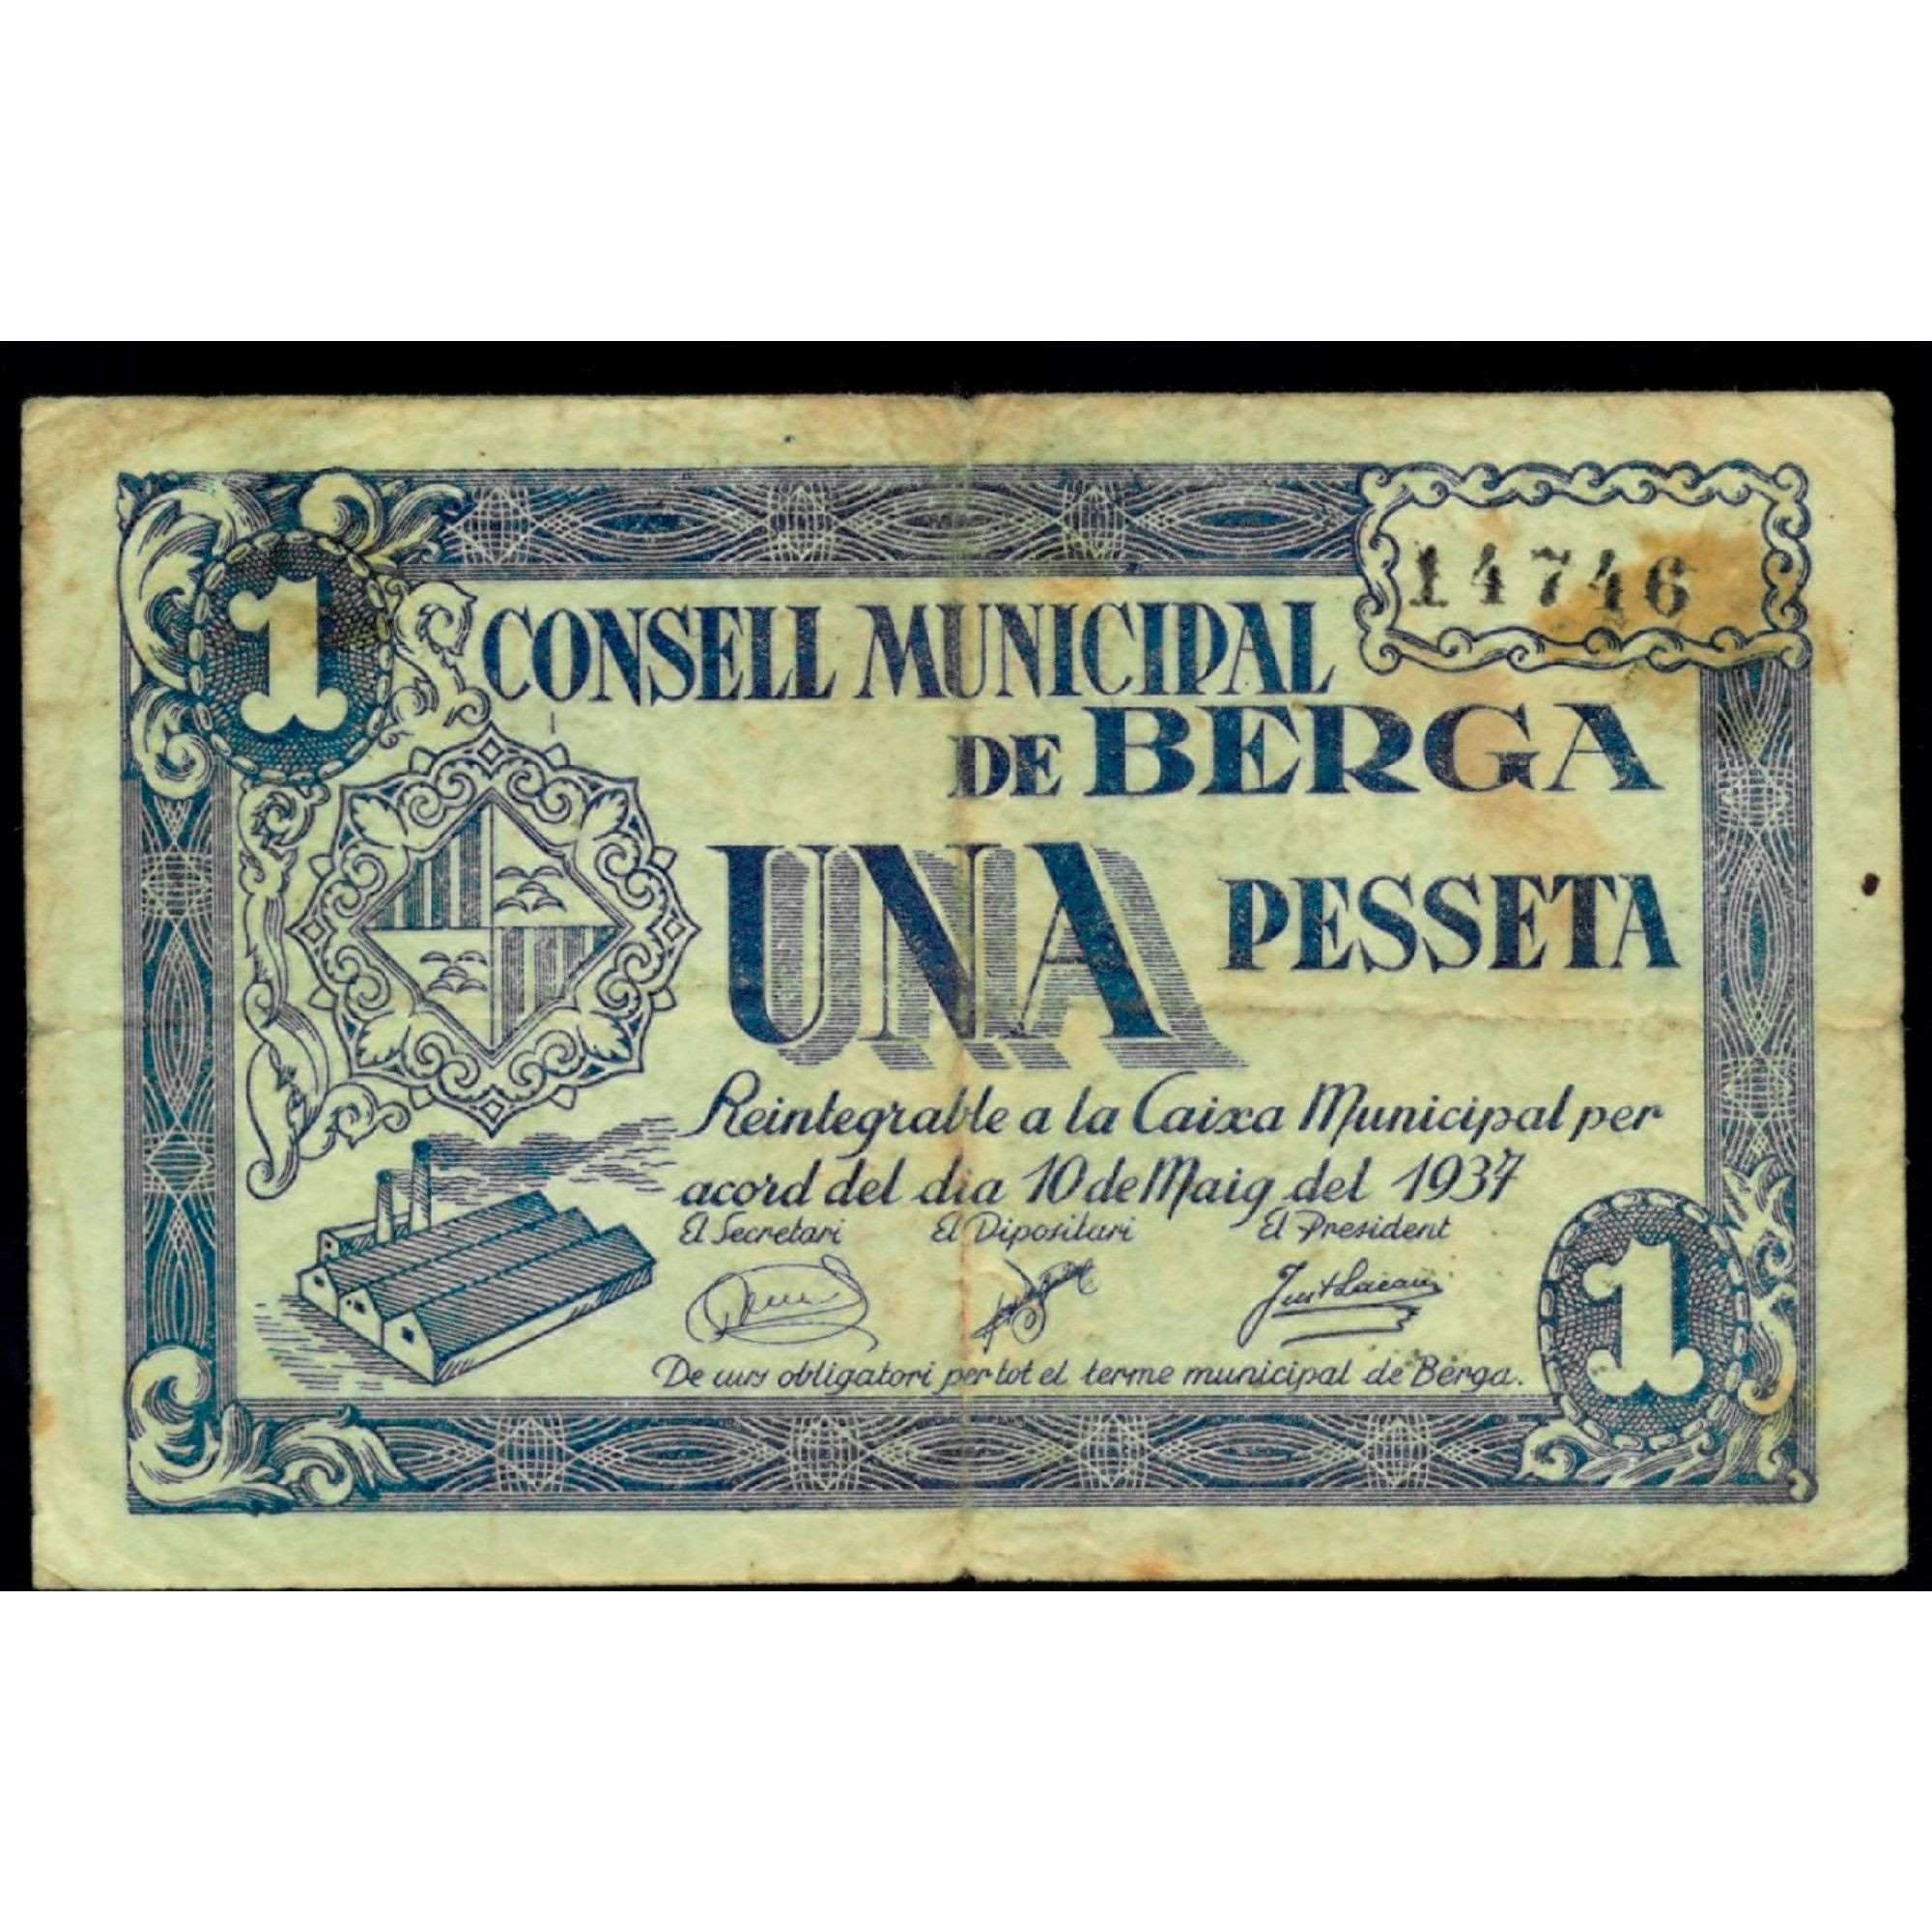 14746
1
CONSELL MUNICIPAL
DE BERGA
UNA PESSETA
Reintegrable a la Caixa Municipal per
acord del dia 10 de Maig del 1937
El Secretari El Dipositari El President
De curs obligatori per tot el terme municipal de Berga.
1